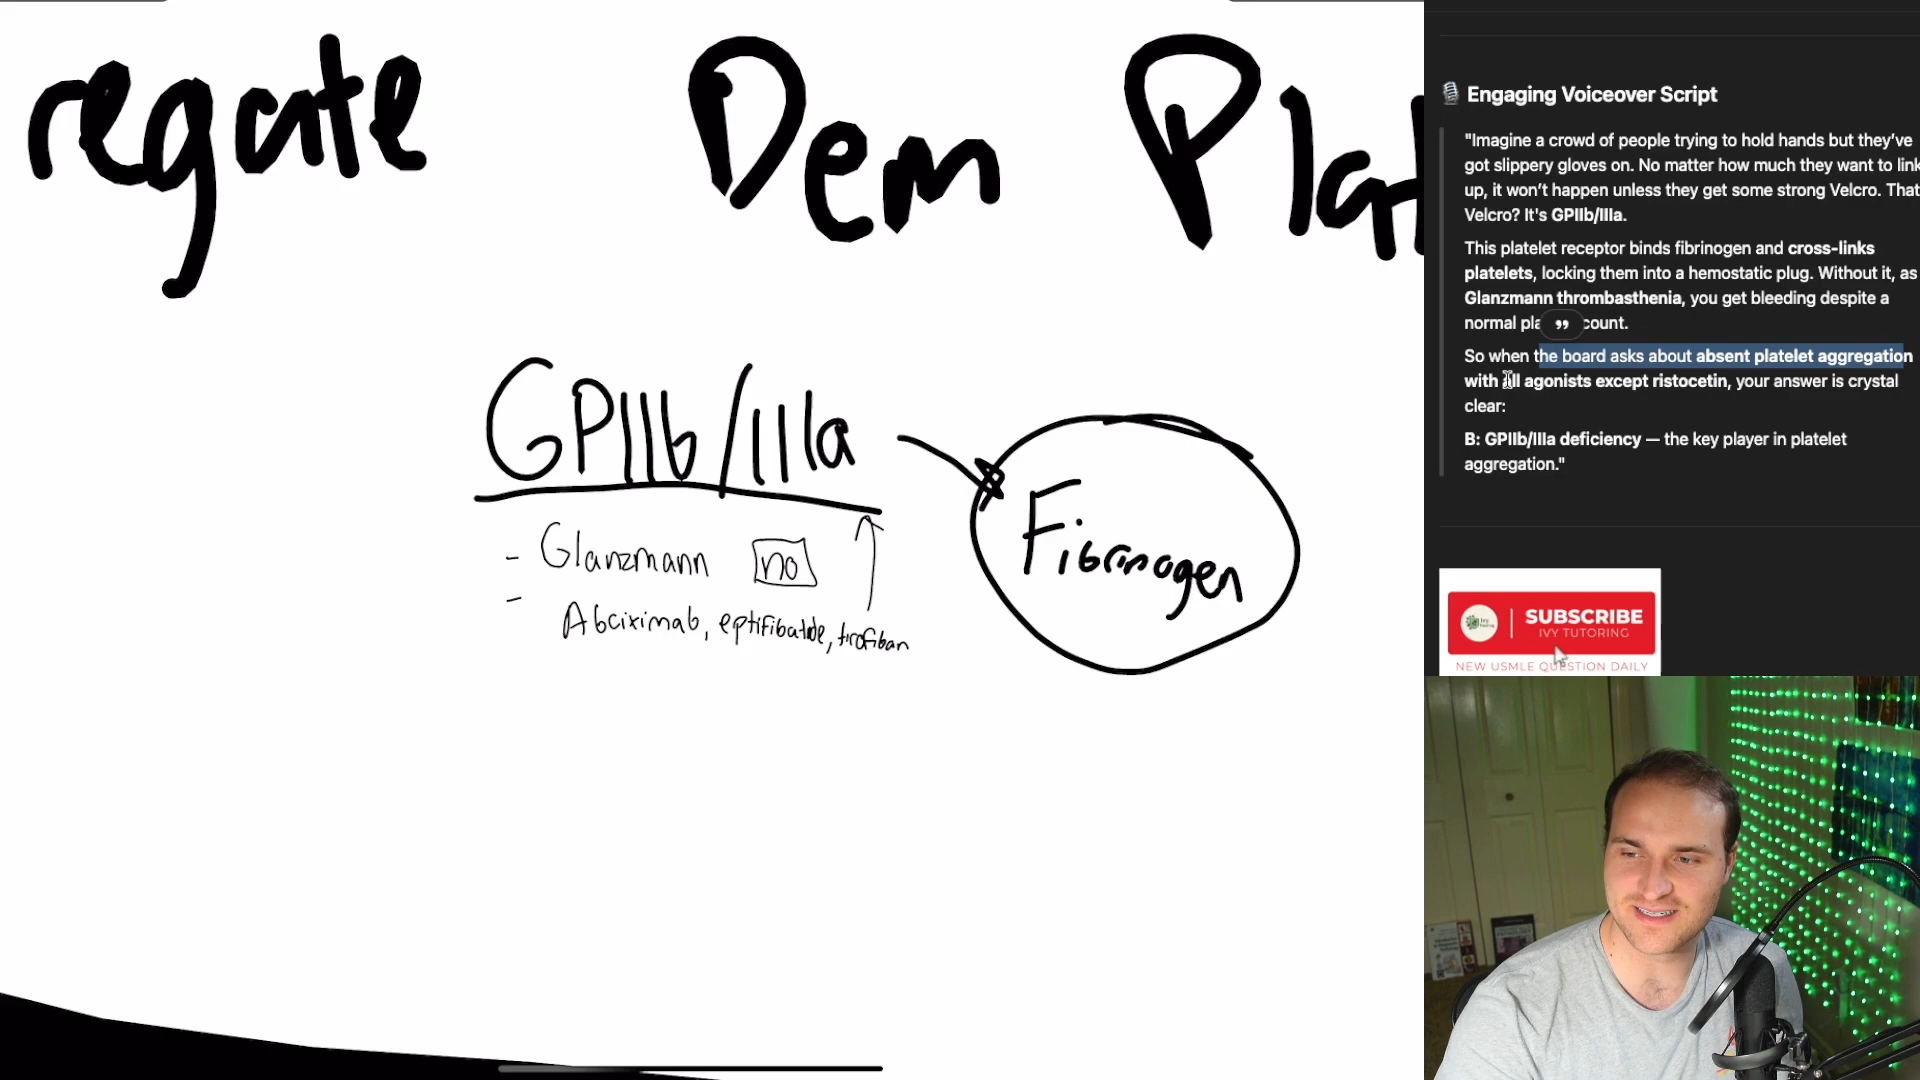 regate Dem Plat
GPIIb/IIIa
Fibrinogen
- Glanzmann no
- Abciximab, eptifibatide, tirofiban
🎙️ Engaging Voiceover Script
"Imagine a crowd of people trying to hold hands but they’ve
got slippery gloves on. No matter how much they want to link
up, it won’t happen unless they get some strong Velcro. That
Velcro? It's GPIIb/IIIa.
This platelet receptor binds fibrinogen and cross-links
platelets, locking them into a hemostatic plug. Without it, as
Glanzmann thrombasthenia, you get bleeding despite a
normal pla count.
So when the board asks about absent platelet aggregation
with all agonists except ristocetin, your answer is crystal
clear:
B: GPIIb/IIIa deficiency — the key player in platelet
aggregation."
SUBSCRIBE
IVY TUTORING
NEW USMLE QUESTION DAILY